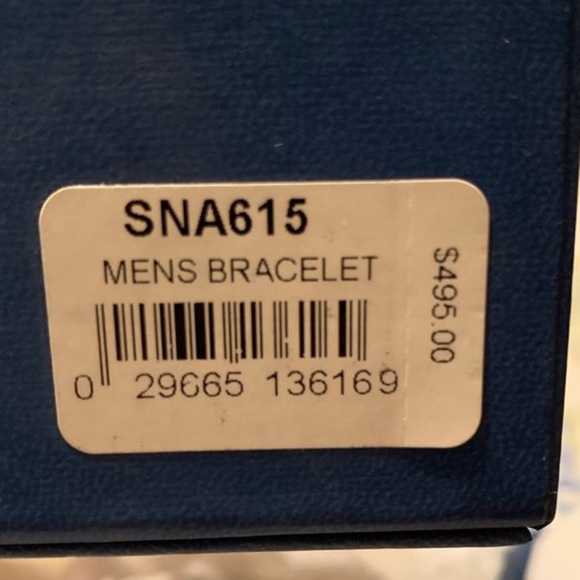 SNA615
MENS BRACELET
0 29665 136169
$495.00